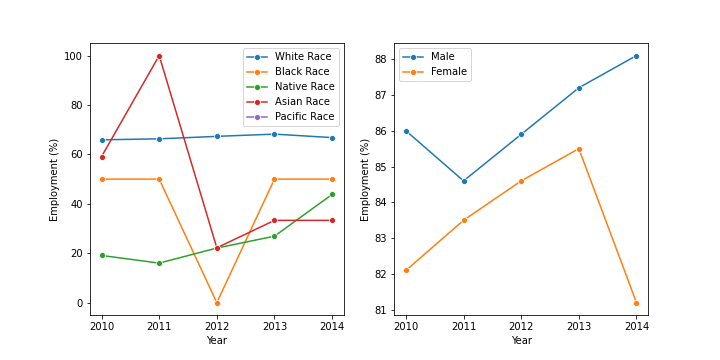 Employment (%)
100
80
60
40
20
0
2010 2011 2012 2013 2014
Year
White Race
Black Race
Native Race
Asian Race
Pacific Race
Employment (%)
88
87
86
85
84
83
82
81
2010 2011 2012 2013 2014
Year
Male
Female